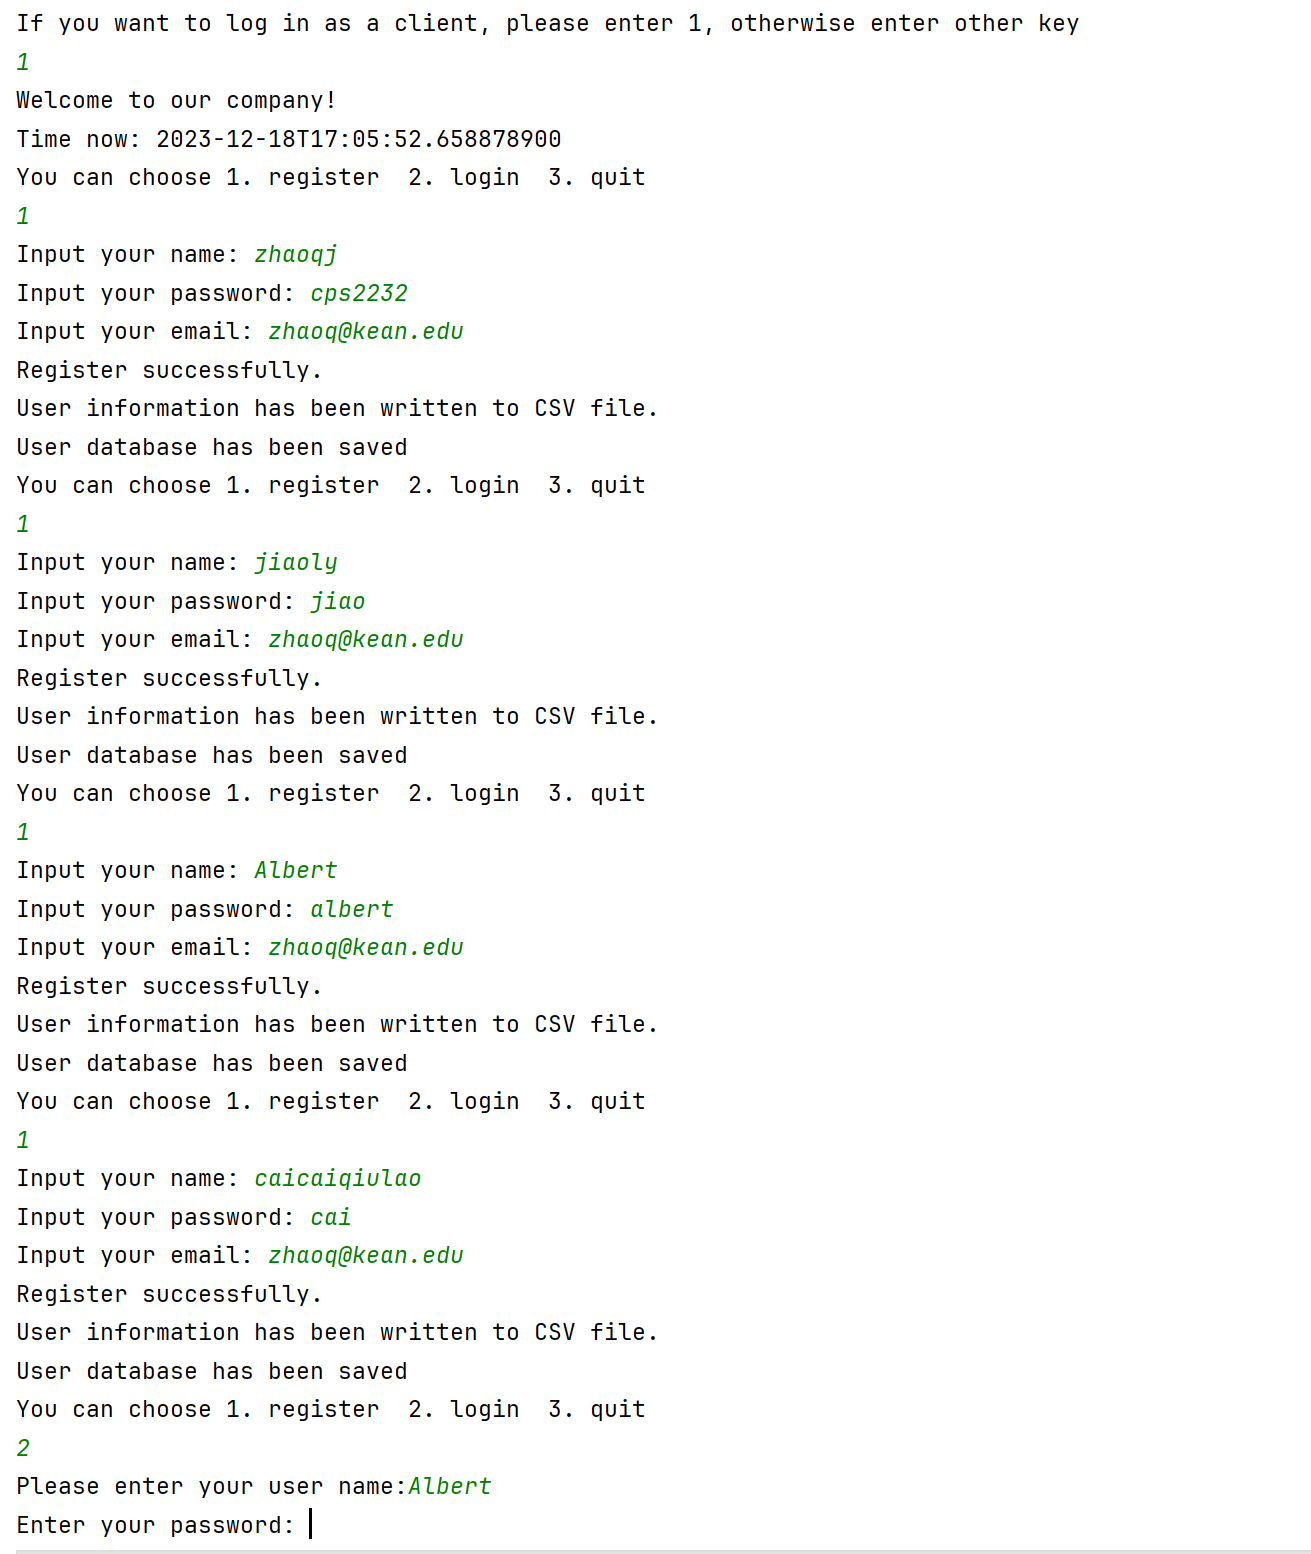 If you want to log in as a client, please enter 1, otherwise enter other key
1
Welcome to our company!
Time now: 2023-12-18T17:05:52.658878900
You can choose 1. register  2. login  3. quit
1
Input your name: zhaoqj
Input your password: cps2232
Input your email: zhaoq@kean.edu
Register successfully.
User information has been written to CSV file.
User database has been saved
You can choose 1. register  2. login  3. quit
1
Input your name: jiaoly
Input your password: jiao
Input your email: zhaoq@kean.edu
Register successfully.
User information has been written to CSV file.
User database has been saved
You can choose 1. register  2. login  3. quit
1
Input your name: Albert
Input your password: albert
Input your email: zhaoq@kean.edu
Register successfully.
User information has been written to CSV file.
User database has been saved
You can choose 1. register  2. login  3. quit
1
Input your name: caicaiqiulao
Input your password: cai
Input your email: zhaoq@kean.edu
Register successfully.
User information has been written to CSV file.
User database has been saved
You can choose 1. register  2. login  3. quit
2
Please enter your user name:Albert
Enter your password: